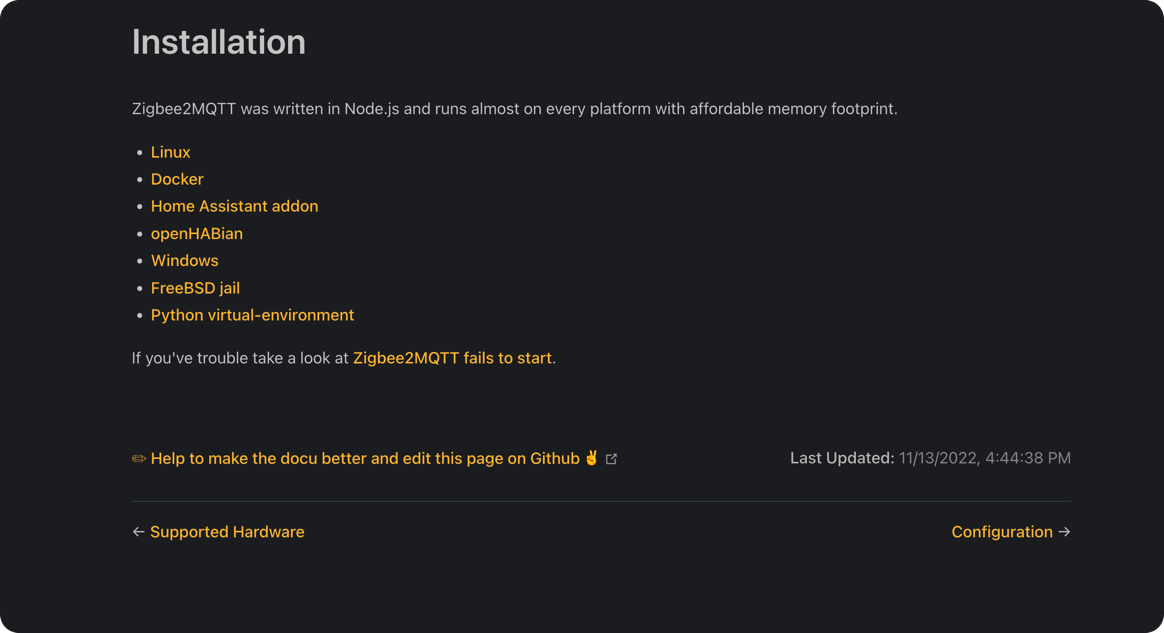 Installation
Zigbee2MQTT was written in Node.js and runs almost on every platform with affordable memory footprint.
• Linux
• Docker
• Home Assistant addon
• openHABian
• Windows
• FreeBSD jail
• Python virtual-environment
If you've trouble take a look at Zigbee2MQTT fails to start.
✏ Help to make the docu better and edit this page on Github ✌ Last Updated: 11/13/2022, 4:44:38 PM
← Supported Hardware Configuration →